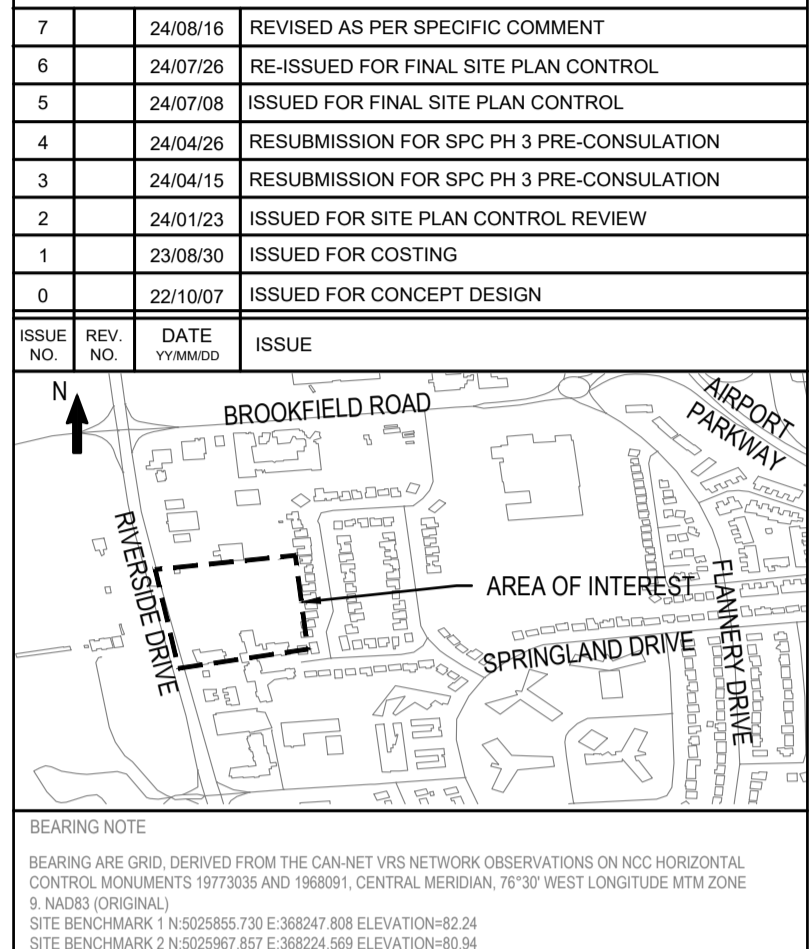 7 24/08/16 REVISED AS PER SPECIFIC COMMENT
6 24/07/26 RE-ISSUED FOR FINAL SITE PLAN CONTROL
5 24/07/08 ISSUED FOR FINAL SITE PLAN CONTROL
4 24/04/26 RESUBMISSION FOR SPC PH 3 PRE-CONSULATION
3 24/04/15 RESUBMISSION FOR SPC PH 3 PRE-CONSULATION
2 24/01/23 ISSUED FOR SITE PLAN CONTROL REVIEW
1 23/08/30 ISSUED FOR COSTING
0 22/10/07 ISSUED FOR CONCEPT DESIGN
ISSUE NO. REV. NO. DATE YY/MM/DD ISSUE
N
BROOKFIELD ROAD
AIRPORT
PARKWAY
RIVERSIDE DRIVE
AREA OF INTEREST
FLANNERY DRIVE
SPRINGLAND DRIVE
BEARING NOTE
BEARING ARE GRID, DERIVED FROM THE CAN-NET VRS NETWORK OBSERVATIONS ON NCC HORIZONTAL
CONTROL MONUMENTS 19773035 AND 1968091, CENTRAL MERIDIAN, 76°30' WEST LONGITUDE MTM ZONE
9. NAD83 (ORIGINAL)
SITE BENCHMARK 1 N:5025855.730 E:368247.808 ELEVATION=82.24
SITE BENCHMARK 2 N:5025967.857 E:368224.569 ELEVATION=80.94